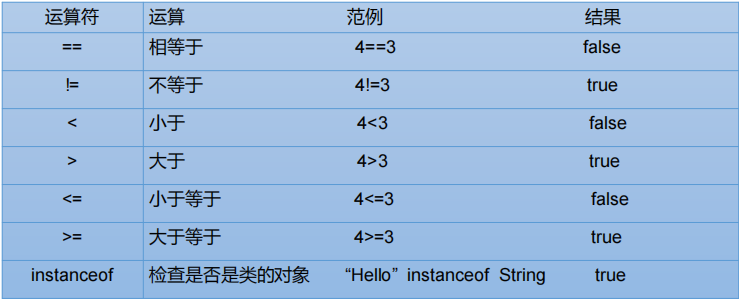 运算符 运算 范例 结果
== 相等于 4==3 false
!= 不等于 4!=3 true
< 小于 4<3 false
> 大于 4>3 true
<= 小于等于 4<=3 false
>= 大于等于 4>=3 true
instanceof 检查是否是类的对象 “Hello” instanceof String true